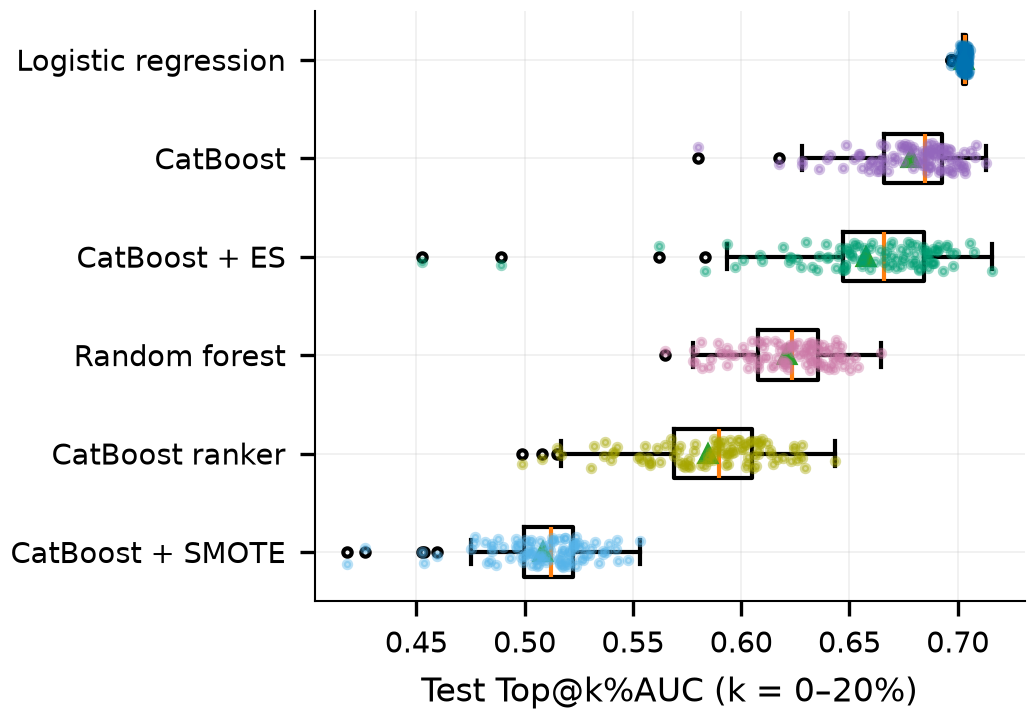 Logistic regression
CatBoost
CatBoost + ES
Random forest
CatBoost ranker
CatBoost + SMOTE
0.45 0.50 0.55 0.60 0.65 0.70
Test Top@k%AUC (k = 0–20%)